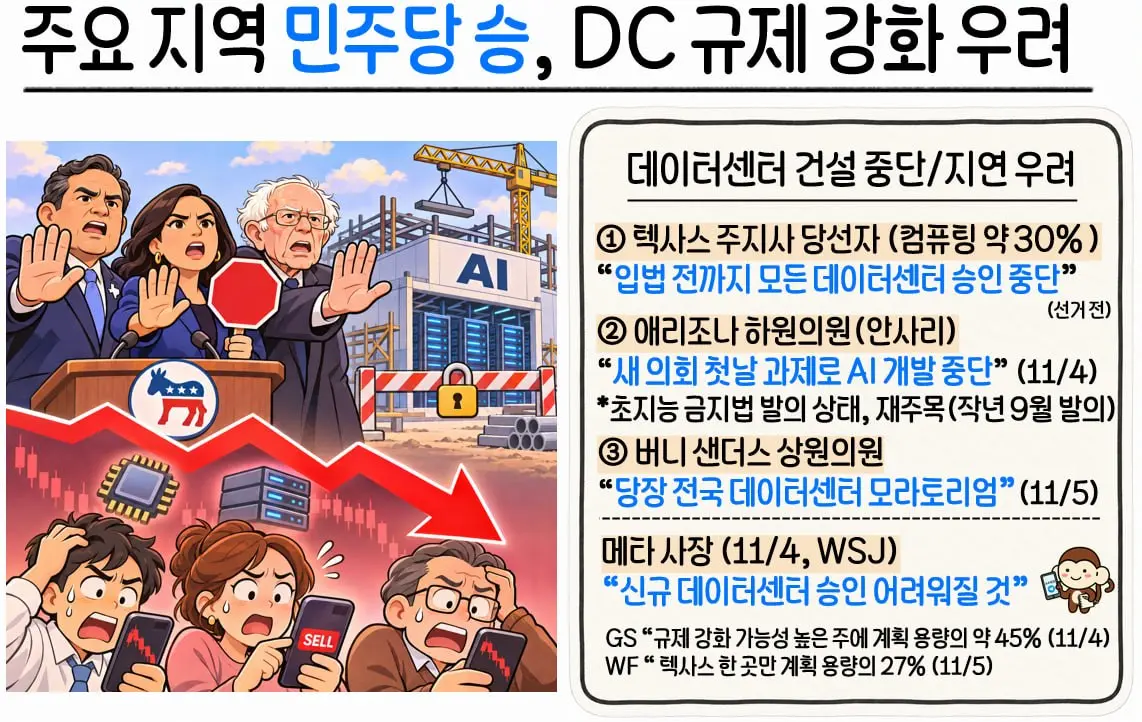 주요 지역 민주당 승, DC 규제 강화 우려
AI
SELL
데이터센터 건설 중단/지연 우려
① 텍사스 주지사 당선자 (컴퓨팅 약 30% )
“입법 전까지 모든 데이터센터 승인 중단”
(선거 전)
② 애리조나 하원의원(안사리)
“새 의회 첫날 과제로 AI 개발 중단” (11/4)
*초지능 금지법 발의 상태, 재주목(작년 9월 발의)
③ 버니 샌더스 상원의원
“당장 전국 데이터센터 모라토리엄” (11/5)
메타 사장 (11/4, WSJ)
“신규 데이터센터 승인 어려워질 것”
GS “규제 강화 가능성 높은 주에 계획 용량의 약 45% (11/4)
WF “ 텍사스 한 곳만 계획 용량의 27% (11/5)